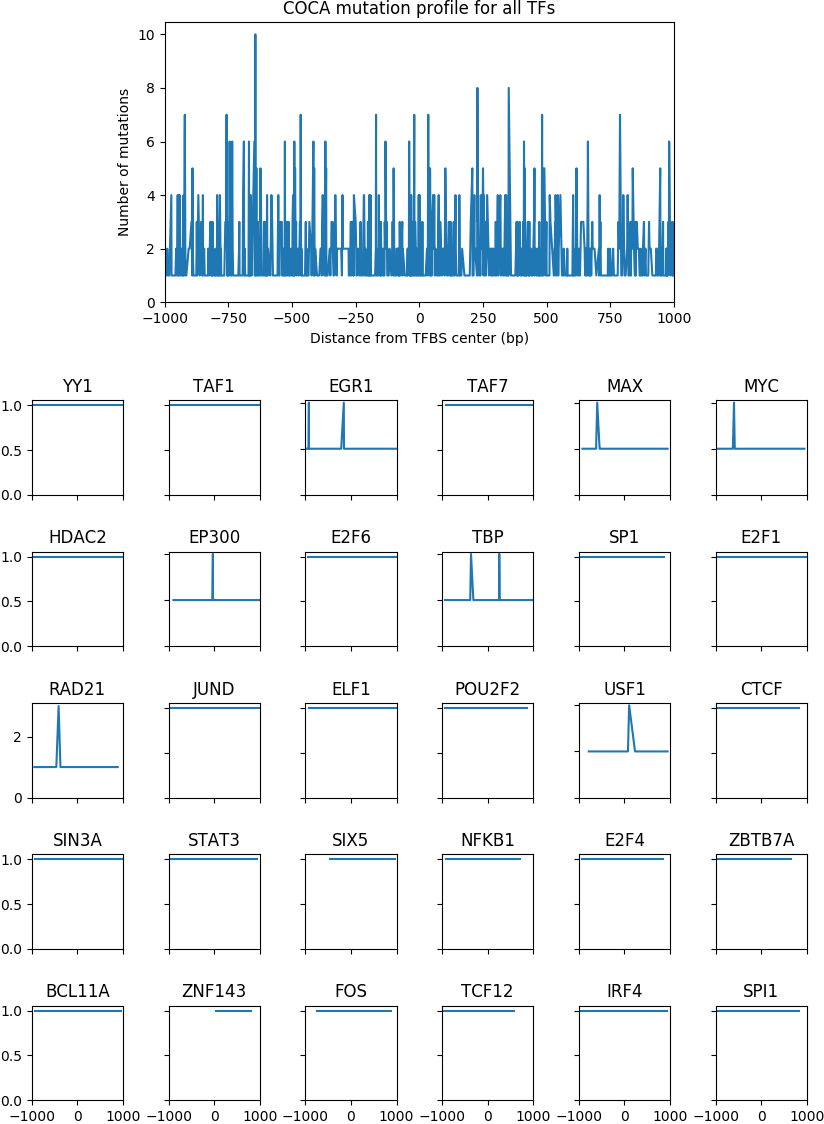 COCA mutation profile for all TFs
10
8
6
4
2
0
Number of mutations
−1000 −750 −500 −250 0 250 500 750 1000
Distance from TFBS center (bp)
YY1 TAF1 EGR1 TAF7 MAX MYC
1.0
0.5
0.0
HDAC2 EP300 E2F6 TBP SP1 E2F1
1.0
0.5
0.0
RAD21 JUND ELF1 POU2F2 USF1 CTCF
2
0
SIN3A STAT3 SIX5 NFKB1 E2F4 ZBTB7A
1.0
0.5
0.0
BCL11A ZNF143 FOS TCF12 IRF4 SPI1
1.0
0.5
0.0
−1000 0 1000 −1000 0 1000 −1000 0 1000 −1000 0 1000 −1000 0 1000 −1000 0 1000